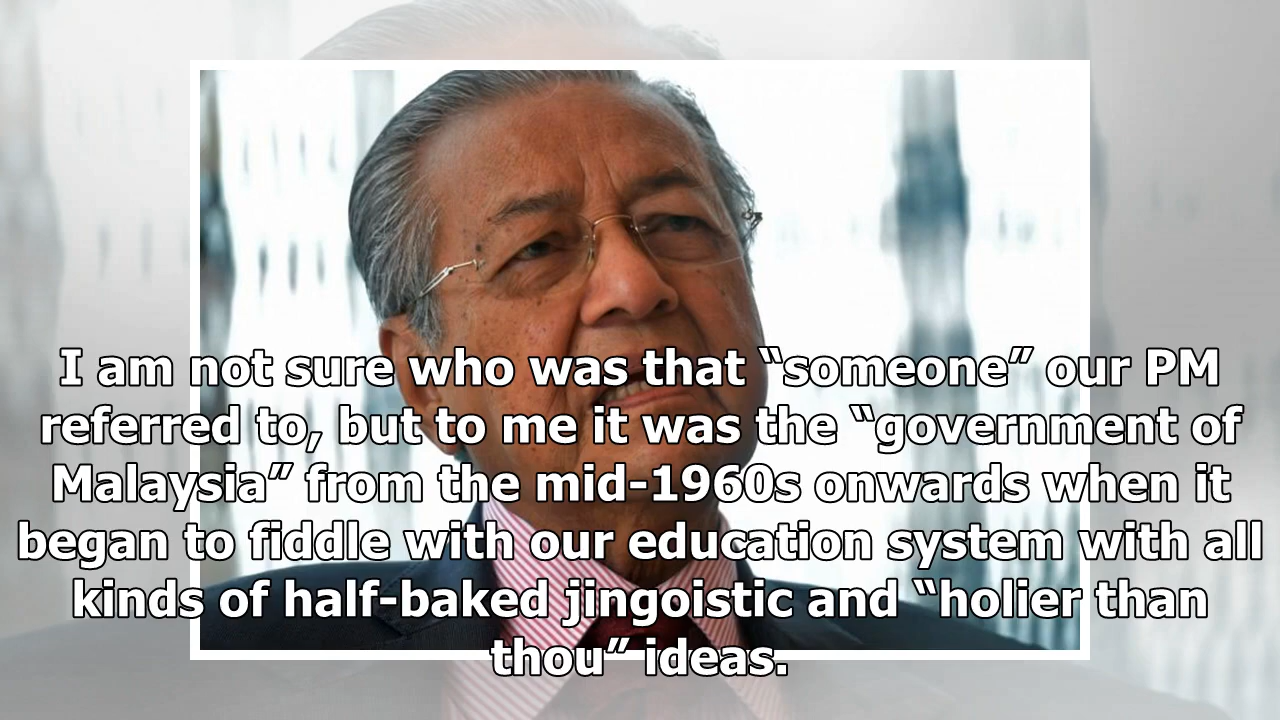 I am not sure who was that “someone” our PM
referred to, but to me it was the “government of
Malaysia” from the mid-1960s onwards when it
began to fiddle with our education system with all
kinds of half-baked jingoistic and “holier than
thou” ideas.